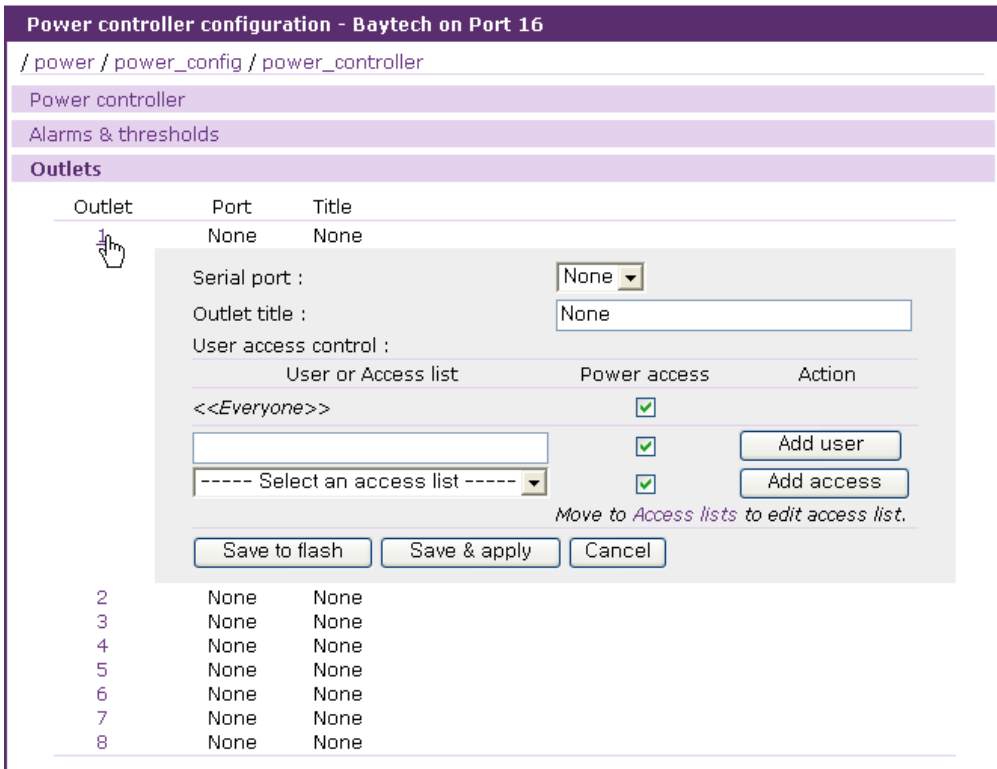 Power controller configuration - Baytech on Port 16
/ power / power_config / power_controller
Power controller
Alarms & thresholds
Outlets
Outlet Port Title
1 None None
Serial port : None
Outlet title : None
User access control :
User or Access list Power access Action
<<Everyone>>
Add user
----- Select an access list ----- Add access
Move to Access lists to edit access list.
Save to flash Save & apply Cancel
2 None None
3 None None
4 None None
5 None None
6 None None
7 None None
8 None None